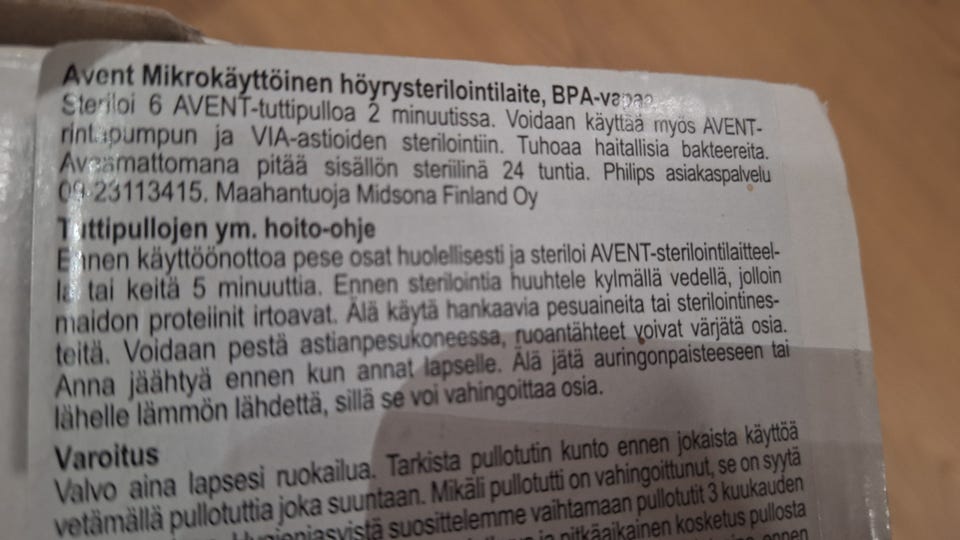 Avent Mikrokäyttöinen höyrysterilointilaite, BPA-vapaa
Steriloi 6 AVENT-tuttipulloa 2 minuutissa. Voidaan käyttää myös AVENT-
rintapumpun ja VIA-astioiden sterilointiin. Tuhoaa haitallisia bakteereita.
Avaamattomana pitää sisällön steriilinä 24 tuntia. Philips asiakaspalvelu
09-23113415. Maahantuoja Midsona Finland Oy
Tuttipullojen ym. hoito-ohje
Ennen käyttöönottoa pese osat huolellisesti ja steriloi AVENT-sterilointilaitteel-
la tai keitä 5 minuuttia. Ennen sterilointia huuhtele kylmällä vedellä, jolloin
maidon proteiinit irtoavat. Älä käytä hankaavia pesuaineita tai sterilointines-
teitä. Voidaan pestä astianpesukoneessa, ruoantähteet voivat värjätä osia.
Anna jäähtyä ennen kun annat lapselle. Älä jätä auringonpaisteeseen tai
lähelle lämmön lähdettä, sillä se voi vahingoittaa osia.
Varoitus
Valvo aina lapsesi ruokailua. Tarkista pullotutin kunto ennen jokaista käyttöä
vetämällä pullotuttia joka suuntaan. Mikäli pullotutti on vahingoittunut, se on syytä
Hygieniasyistä suosittelemme vaihtamaan pullotutit 3 kuukauden
ja pitkäaikainen kosketus pullosta
ennen